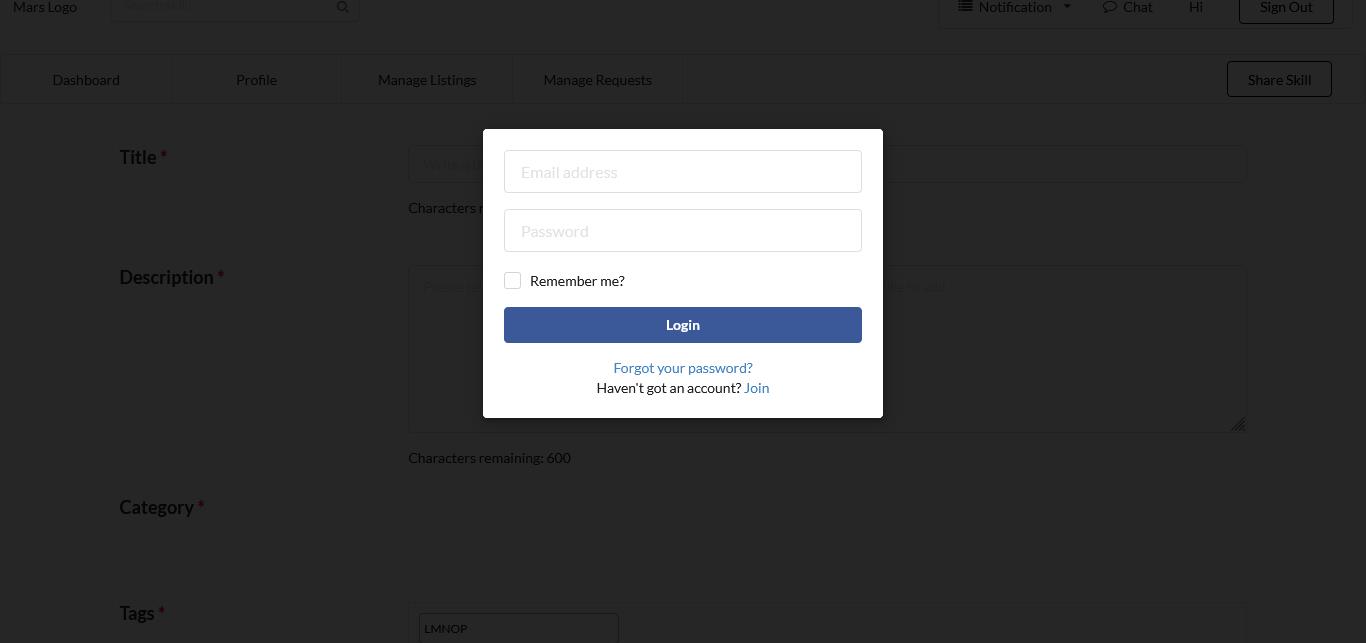 Mars Logo
Search skill
Notification
Chat
Hi
Sign Out
Dashboard
Profile
Manage Listings
Manage Requests
Share Skill
Title *
Characters
Description *
Characters remaining: 600
Category *
Tags *
LMNOP
Email address
Password
Remember me?
Login
Forgot your password?
Haven't got an account? Join